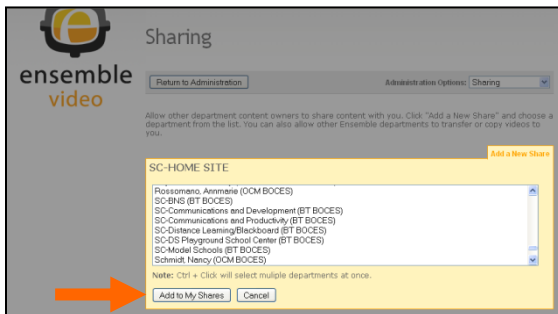 Sharing
ensemble
video
Return to Administration
Administration Options: Sharing
Allow other department content owners to share content with you. Click "Add a New Share" and choose a
department from the list. You can also allow other Ensemble departments to transfer or copy videos to
you.
Add a New Share
SC-HOME SITE
Rossomano, Annmarie (OCM BOCES)
SC-BNS (BT BOCES)
SC-Communications and Development (BT BOCES)
SC-Communications and Productivity (BT BOCES)
SC-Distance Learning/Blackboard (BT BOCES)
SC-DS Playground School Center (BT BOCES)
SC-Model Schools (BT BOCES)
Schmidt, Nancy (OCM BOCES)
Note: Ctrl + Click will select muliple departments at once.
Add to My Shares
Cancel